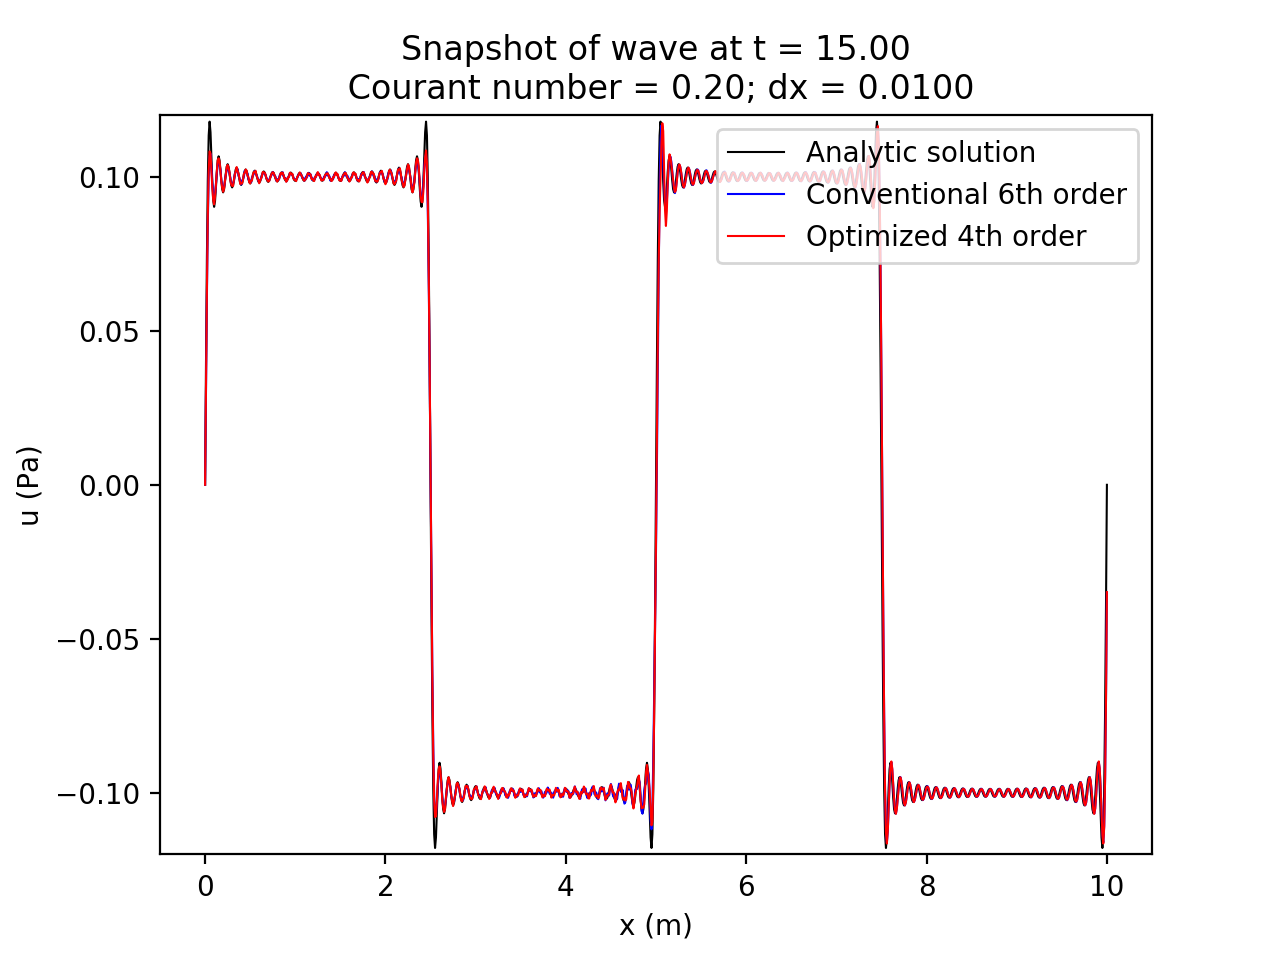 Snapshot of wave at t = 15.00
Courant number = 0.20; dx = 0.0100
Analytic solution
Conventional 6th order
Optimized 4th order
0.10
0.05
0.00
−0.05
−0.10
u (Pa)
0 2 4 6 8 10
x (m)